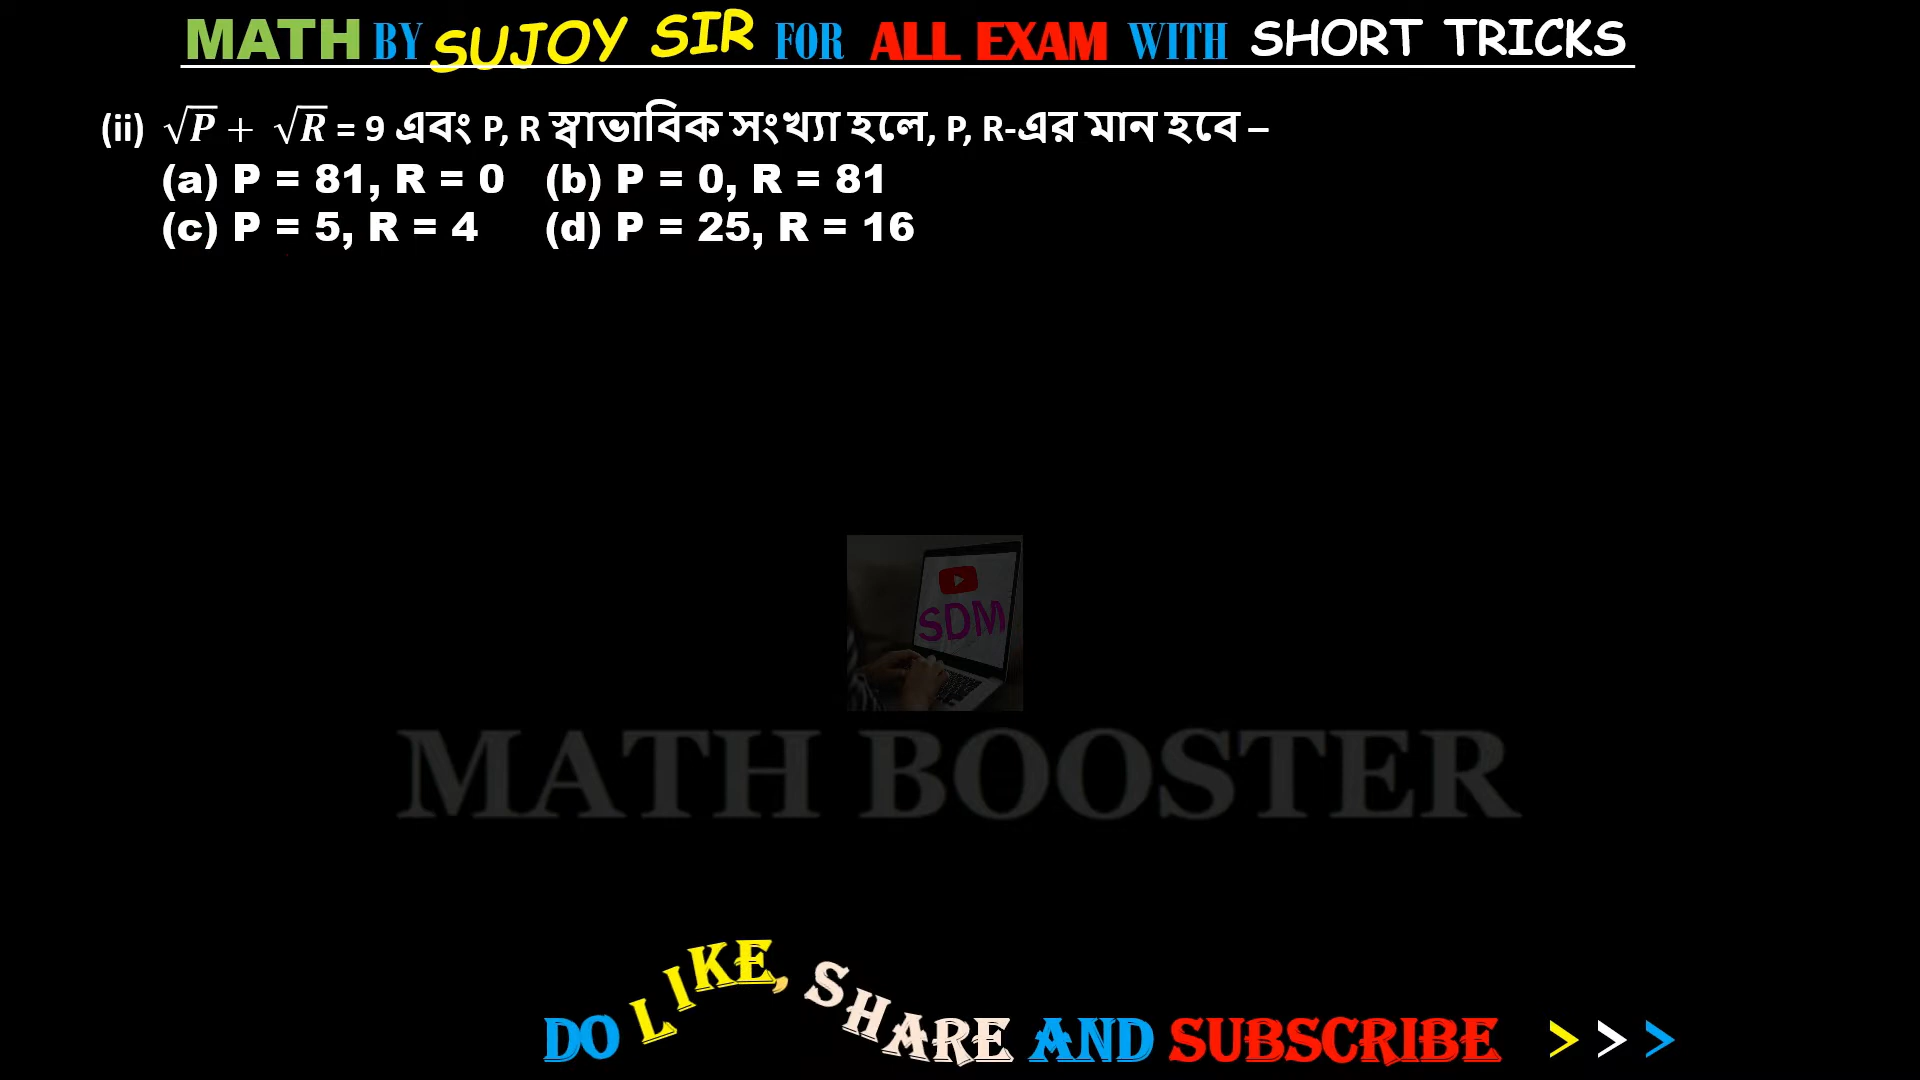 MATH BY SUJOY SIR FOR ALL EXAM WITH SHORT TRICKS
(ii) √P + √R = 9 এবং P, R স্বাভাবিক সংখ্যা হলে, P, R-এর মান হবে –
(a) P = 81, R = 0 (b) P = 0, R = 81
(c) P = 5, R = 4 (d) P = 25, R = 16
SDM
MATH BOOSTER
DO LIKE, SHARE AND SUBSCRIBE > > >